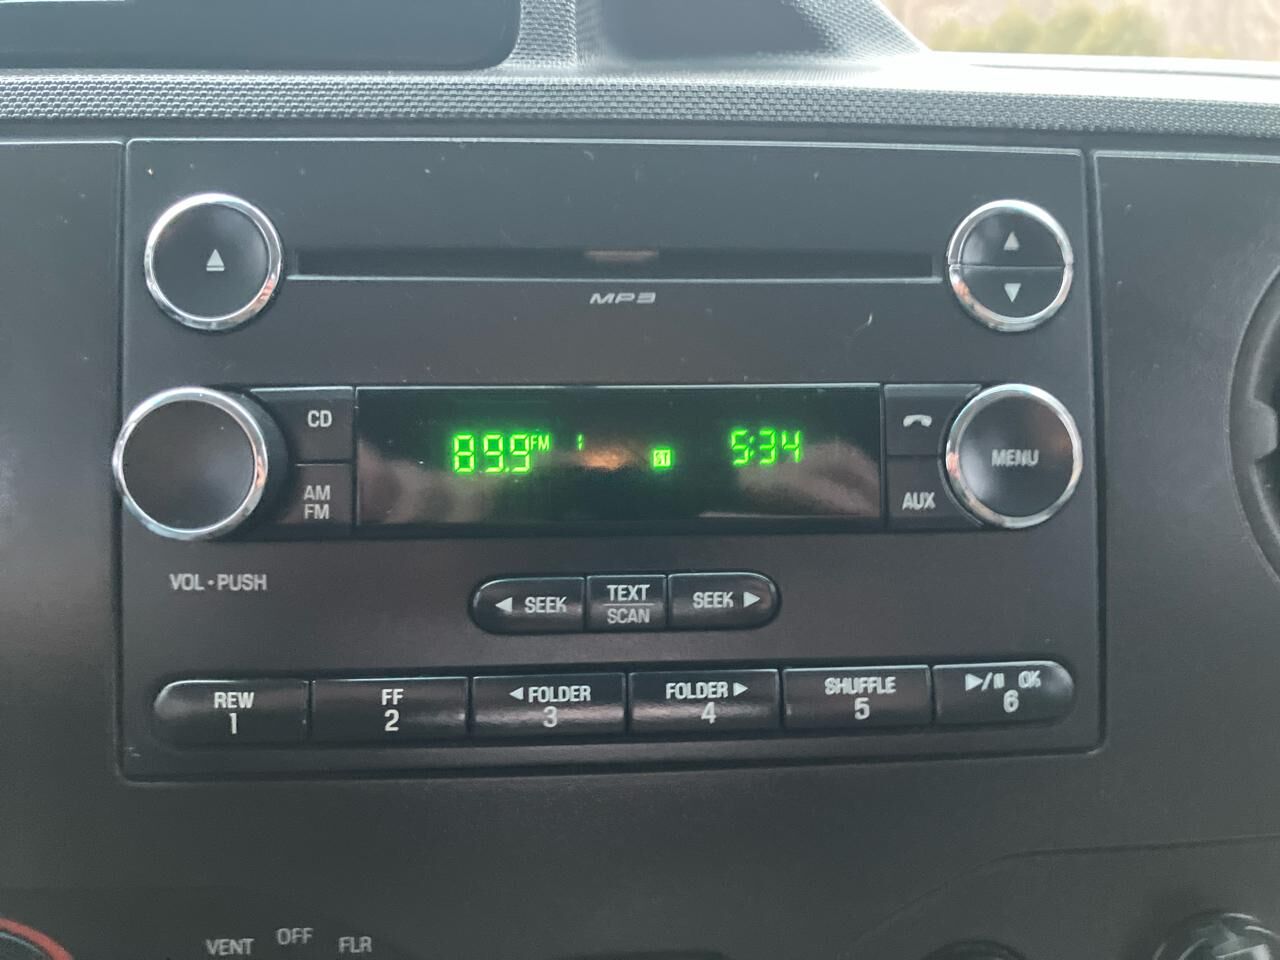 MP3
CD
AM
FM
89.9 FM 1 ST 5:34
AUX
MENU
VOL • PUSH
◄ SEEK
TEXT
SCAN
SEEK ►
REW
1
FF
2
◄ FOLDER
3
FOLDER ►
4
SHUFFLE
5
►/II OK
6
VENT OFF FLR